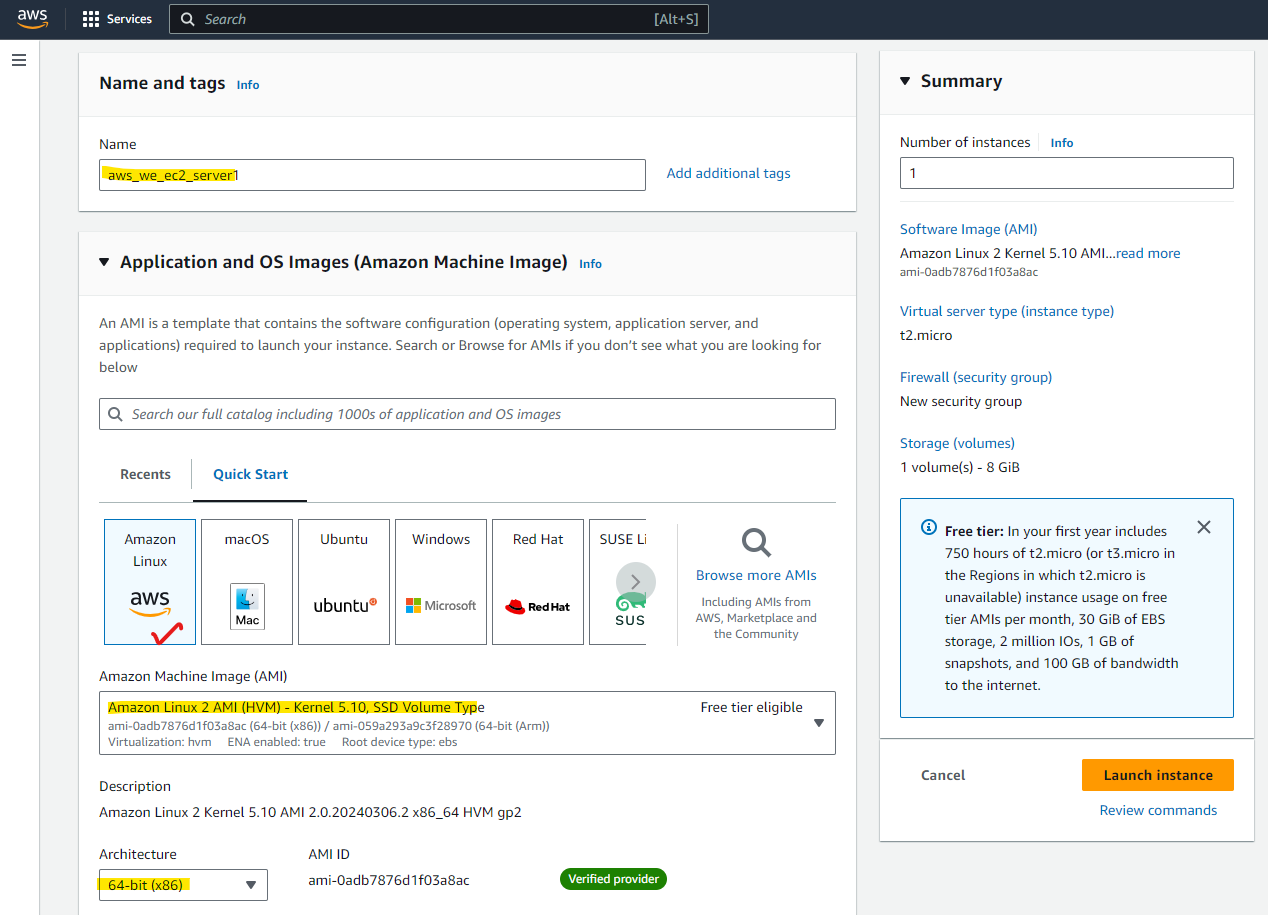 aws
Services
Search
[Alt+S]
Name and tags Info
Name
aws_we_ec2_server1
Add additional tags
Application and OS Images (Amazon Machine Image) Info
An AMI is a template that contains the software configuration (operating system, application server, and
applications) required to launch your instance. Search or Browse for AMIs if you don't see what you are looking for
below
Search our full catalog including 1000s of application and OS images
Recents
Quick Start
Amazon
Linux
aws
macOS
Mac
Ubuntu
ubuntu
Windows
Microsoft
Red Hat
Red Hat
SUSE Li
SUS
Browse more AMIs
Including AMIs from
AWS, Marketplace and
the Community
Amazon Machine Image (AMI)
Amazon Linux 2 AMI (HVM) - Kernel 5.10, SSD Volume Type
Free tier eligible
ami-0adb7876d1f03a8ac (64-bit (x86)) / ami-059a293a9c3f28970 (64-bit (Arm))
Virtualization: hvm ENA enabled: true Root device type: ebs
Description
Amazon Linux 2 Kernel 5.10 AMI 2.0.20240306.2 x86_64 HVM gp2
Architecture
64-bit (x86)
AMI ID
ami-0adb7876d1f03a8ac
Verified provider
Summary
Number of instances Info
1
Software Image (AMI)
Amazon Linux 2 Kernel 5.10 AMI...read more
ami-0adb7876d1f03a8ac
Virtual server type (instance type)
t2.micro
Firewall (security group)
New security group
Storage (volumes)
1 volume(s) - 8 GiB
Free tier: In your first year includes
750 hours of t2.micro (or t3.micro in
the Regions in which t2.micro is
unavailable) instance usage on free
tier AMIs per month, 30 GiB of EBS
storage, 2 million IOs, 1 GB of
snapshots, and 100 GB of bandwidth
to the internet.
Cancel
Launch instance
Review commands